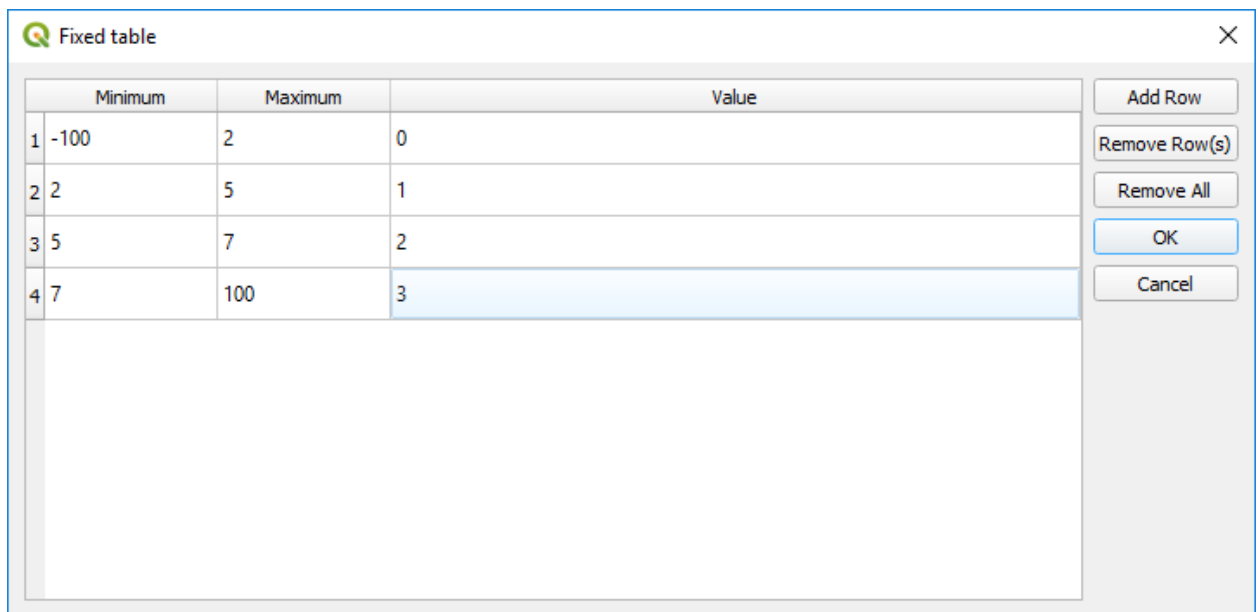 Fixed table
Minimum Maximum Value Add Row
1 -100 2 0 Remove Row(s)
2 2 5 1 Remove All
3 5 7 2 OK
4 7 100 3 Cancel